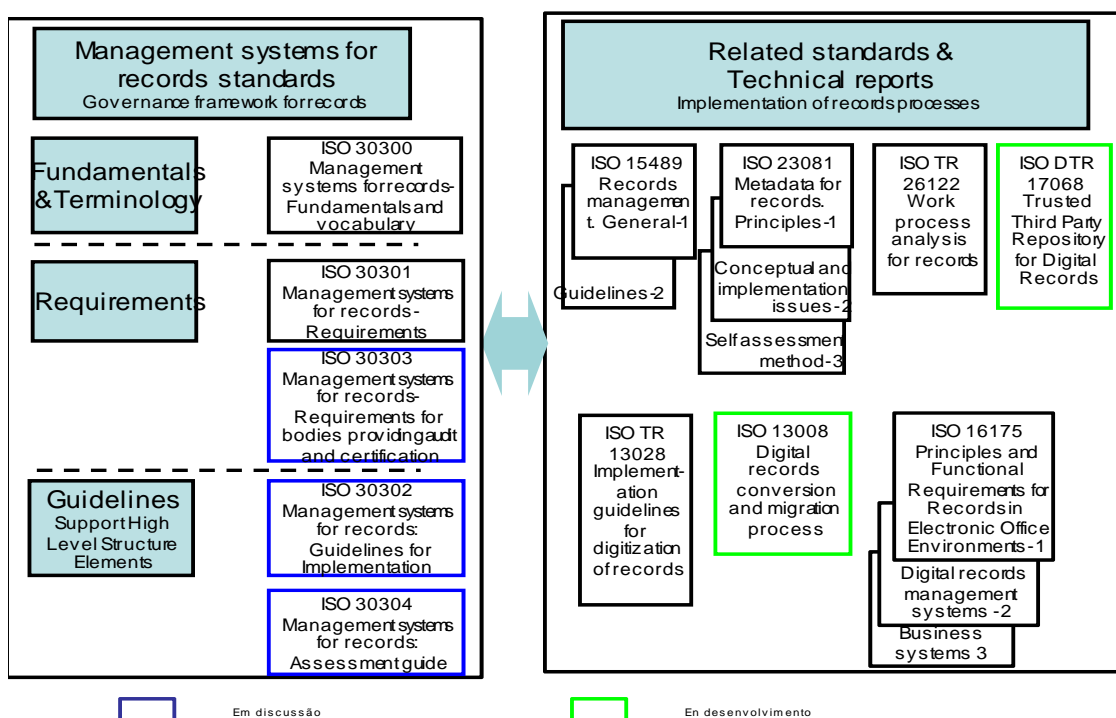 Management systems for
records standards
Governance framework for records
Fundamentals
& Terminology
ISO 30300
Management
systems for records-
Fundamentals and
vocabulary
Requirements
ISO 30301
Management systems
for records -
Requirements
ISO 30303
Management systems
for records-
Requirements for
bodies providing audit
and certification
Guidelines
Support High
Level Structure
Elements
ISO 30302
Management systems
for records:
Guidelines for
Implementation
ISO 30304
Management systems
for records:
Assessment guide
Related standards &
Technical reports
Implementation of records processes
ISO 15489
Records
managemen
t. General-1
Guidelines-2
ISO 23081
Metadata for
records.
Principles-1
Conceptual and
implementation
issues-2
Self assessmen
method-3
ISO TR
26122 Work
process
analysis
for records
ISO DTR
17068
Trusted
Third Party
Repository
for Digital
Records
ISO TR
13028
Implement-
ation
guidelines
for
digitization
of records
ISO 13008
Digital
records
conversion
and migration
process
ISO 16175
Principles and
Functional
Requirements for
Records in
Electronic Office
Environments-1
Digital records
management
systems -2
Business
systems 3
Em discussão
En desenvolvimento